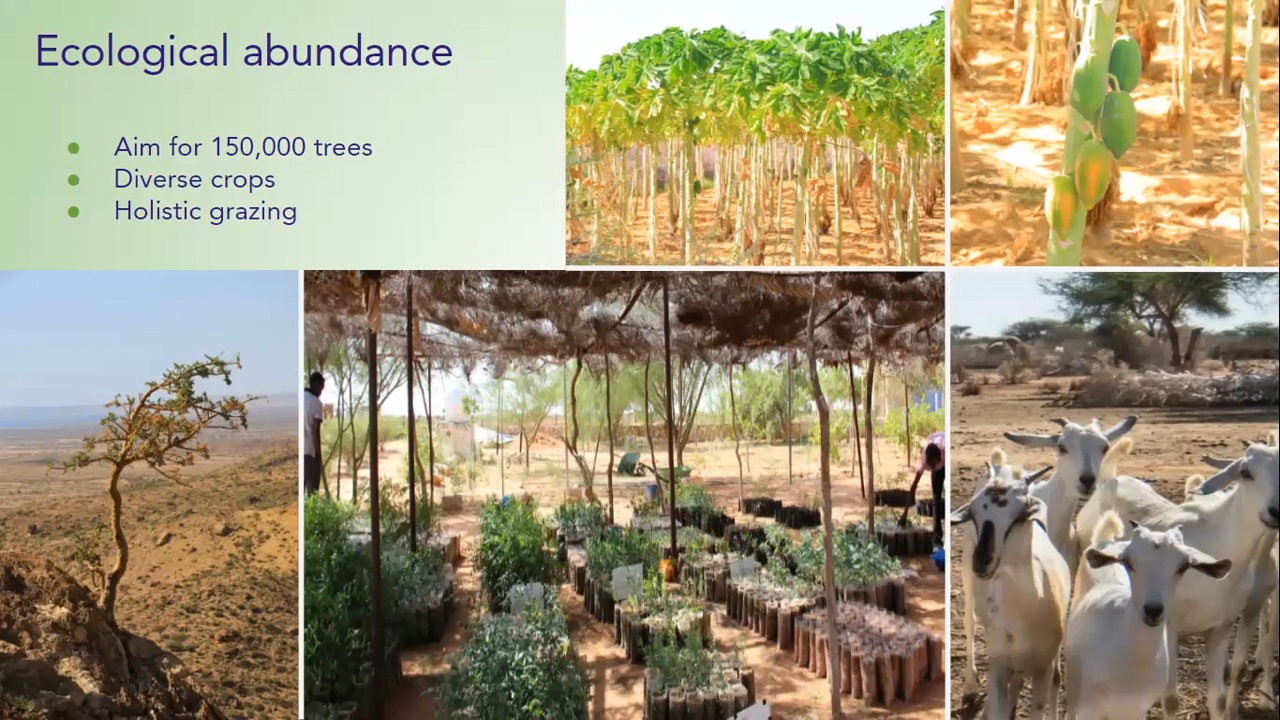 Ecological abundance
Aim for 150,000 trees
Diverse crops
Holistic grazing